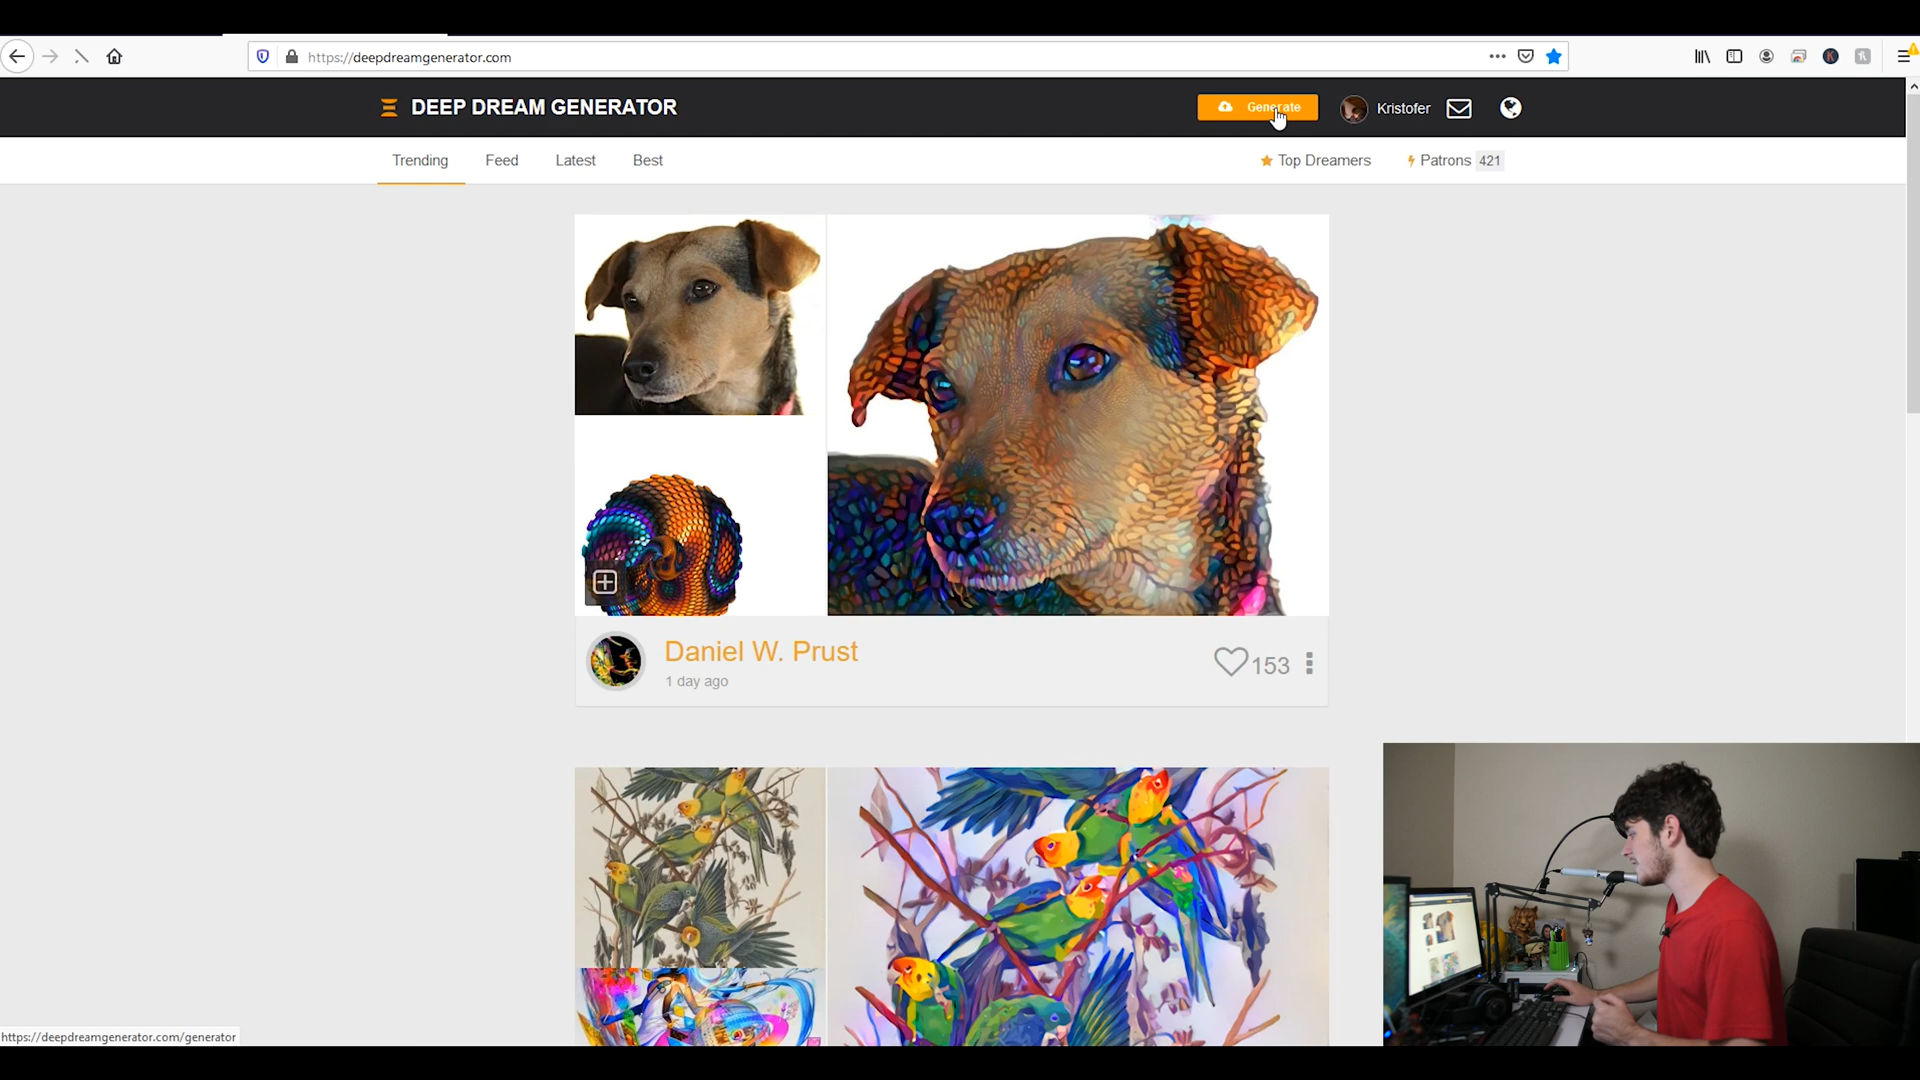 https://deepdreamgenerator.com
DEEP DREAM GENERATOR
Generate
Kristofer
Trending
Feed
Latest
Best
Top Dreamers
Patrons 421
Daniel W. Prust
1 day ago
153
https://deepdreamgenerator.com/generator